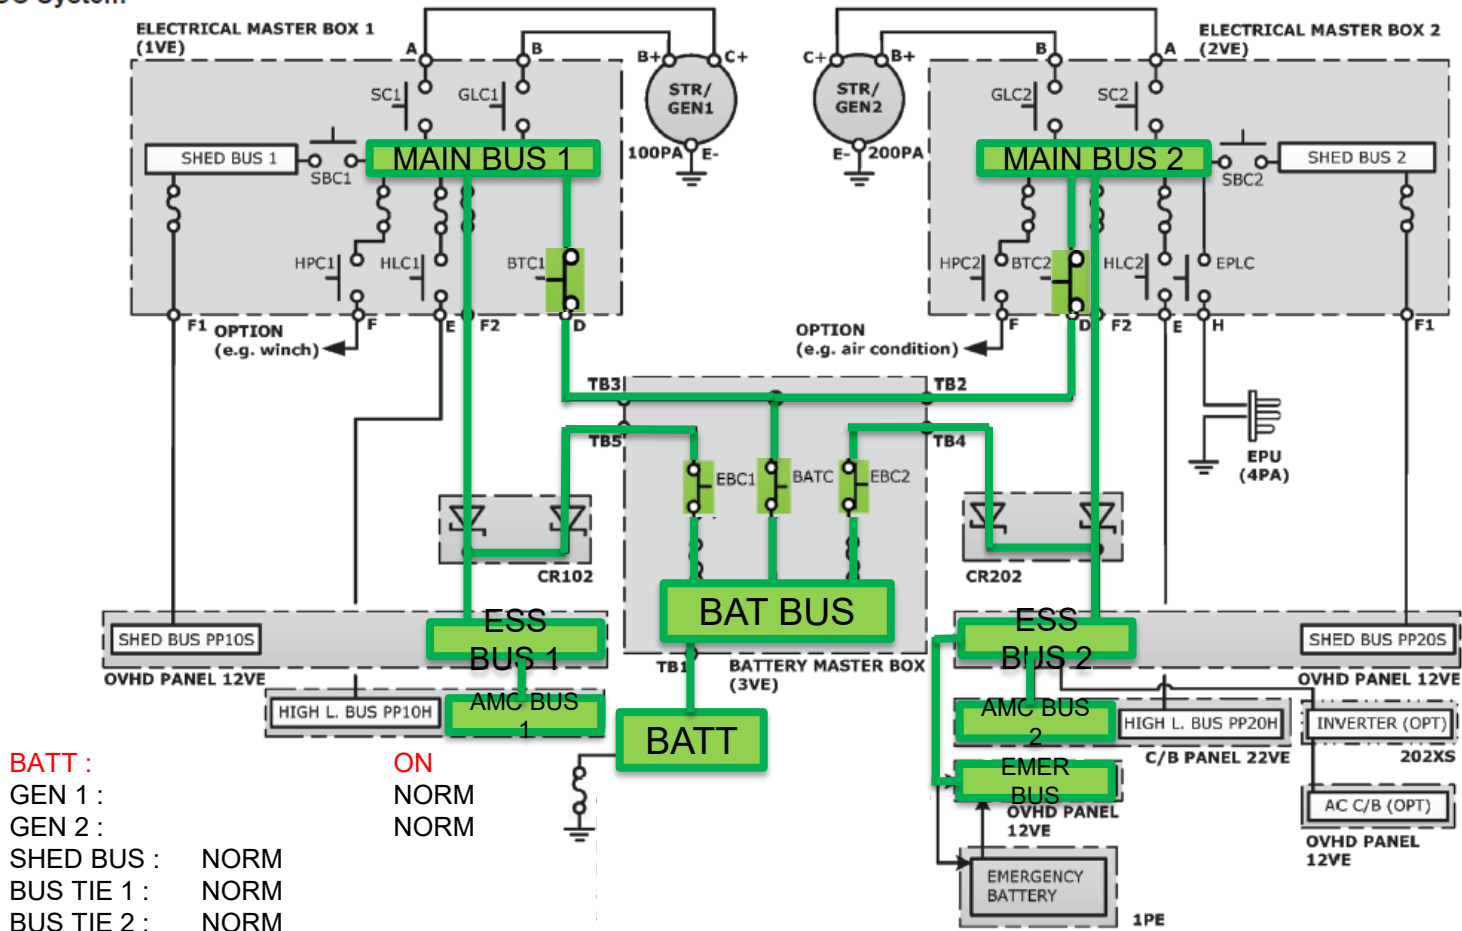 ELECTRICAL MASTER BOX 1
(1VE)
ELECTRICAL MASTER BOX 2
(2VE)
A
B
B+
C+
C+
B+
B
A
STR/
GEN1
STR/
GEN2
SC1
GLC1
GLC2
SC2
SHED BUS 1
SBC1
MAIN BUS 1
100PA
E-
E-
200PA
MAIN BUS 2
SBC2
SHED BUS 2
HPC1
HLC1
BTC1
HPC2
BTC2
HLC2
EPLC
F1
F
E
F2
D
F
D
F2
E
H
F1
OPTION
(e.g. winch)
OPTION
(e.g. air condition)
TB3
TB2
TB5
TB4
EBC1
BATC
EBC2
EPU
(4PA)
CR102
CR202
BAT BUS
SHED BUS PP10S
ESS
BUS 1
ESS
BUS 2
SHED BUS PP20S
OVHD PANEL 12VE
TB1
BATTERY MASTER BOX
(3VE)
OVHD PANEL 12VE
HIGH L. BUS PP10H
AMC BUS
1
BATT
AMC BUS
2
HIGH L. BUS PP20H
C/B PANEL 22VE
INVERTER (OPT)
202XS
EMER
BUS
OVHD PANEL
12VE
AC C/B (OPT)
OVHD PANEL
12VE
EMERGENCY
BATTERY
1PE
BATT : ON
GEN 1 : NORM
GEN 2 : NORM
SHED BUS : NORM
BUS TIE 1 : NORM
BUS TIE 2 : NORM